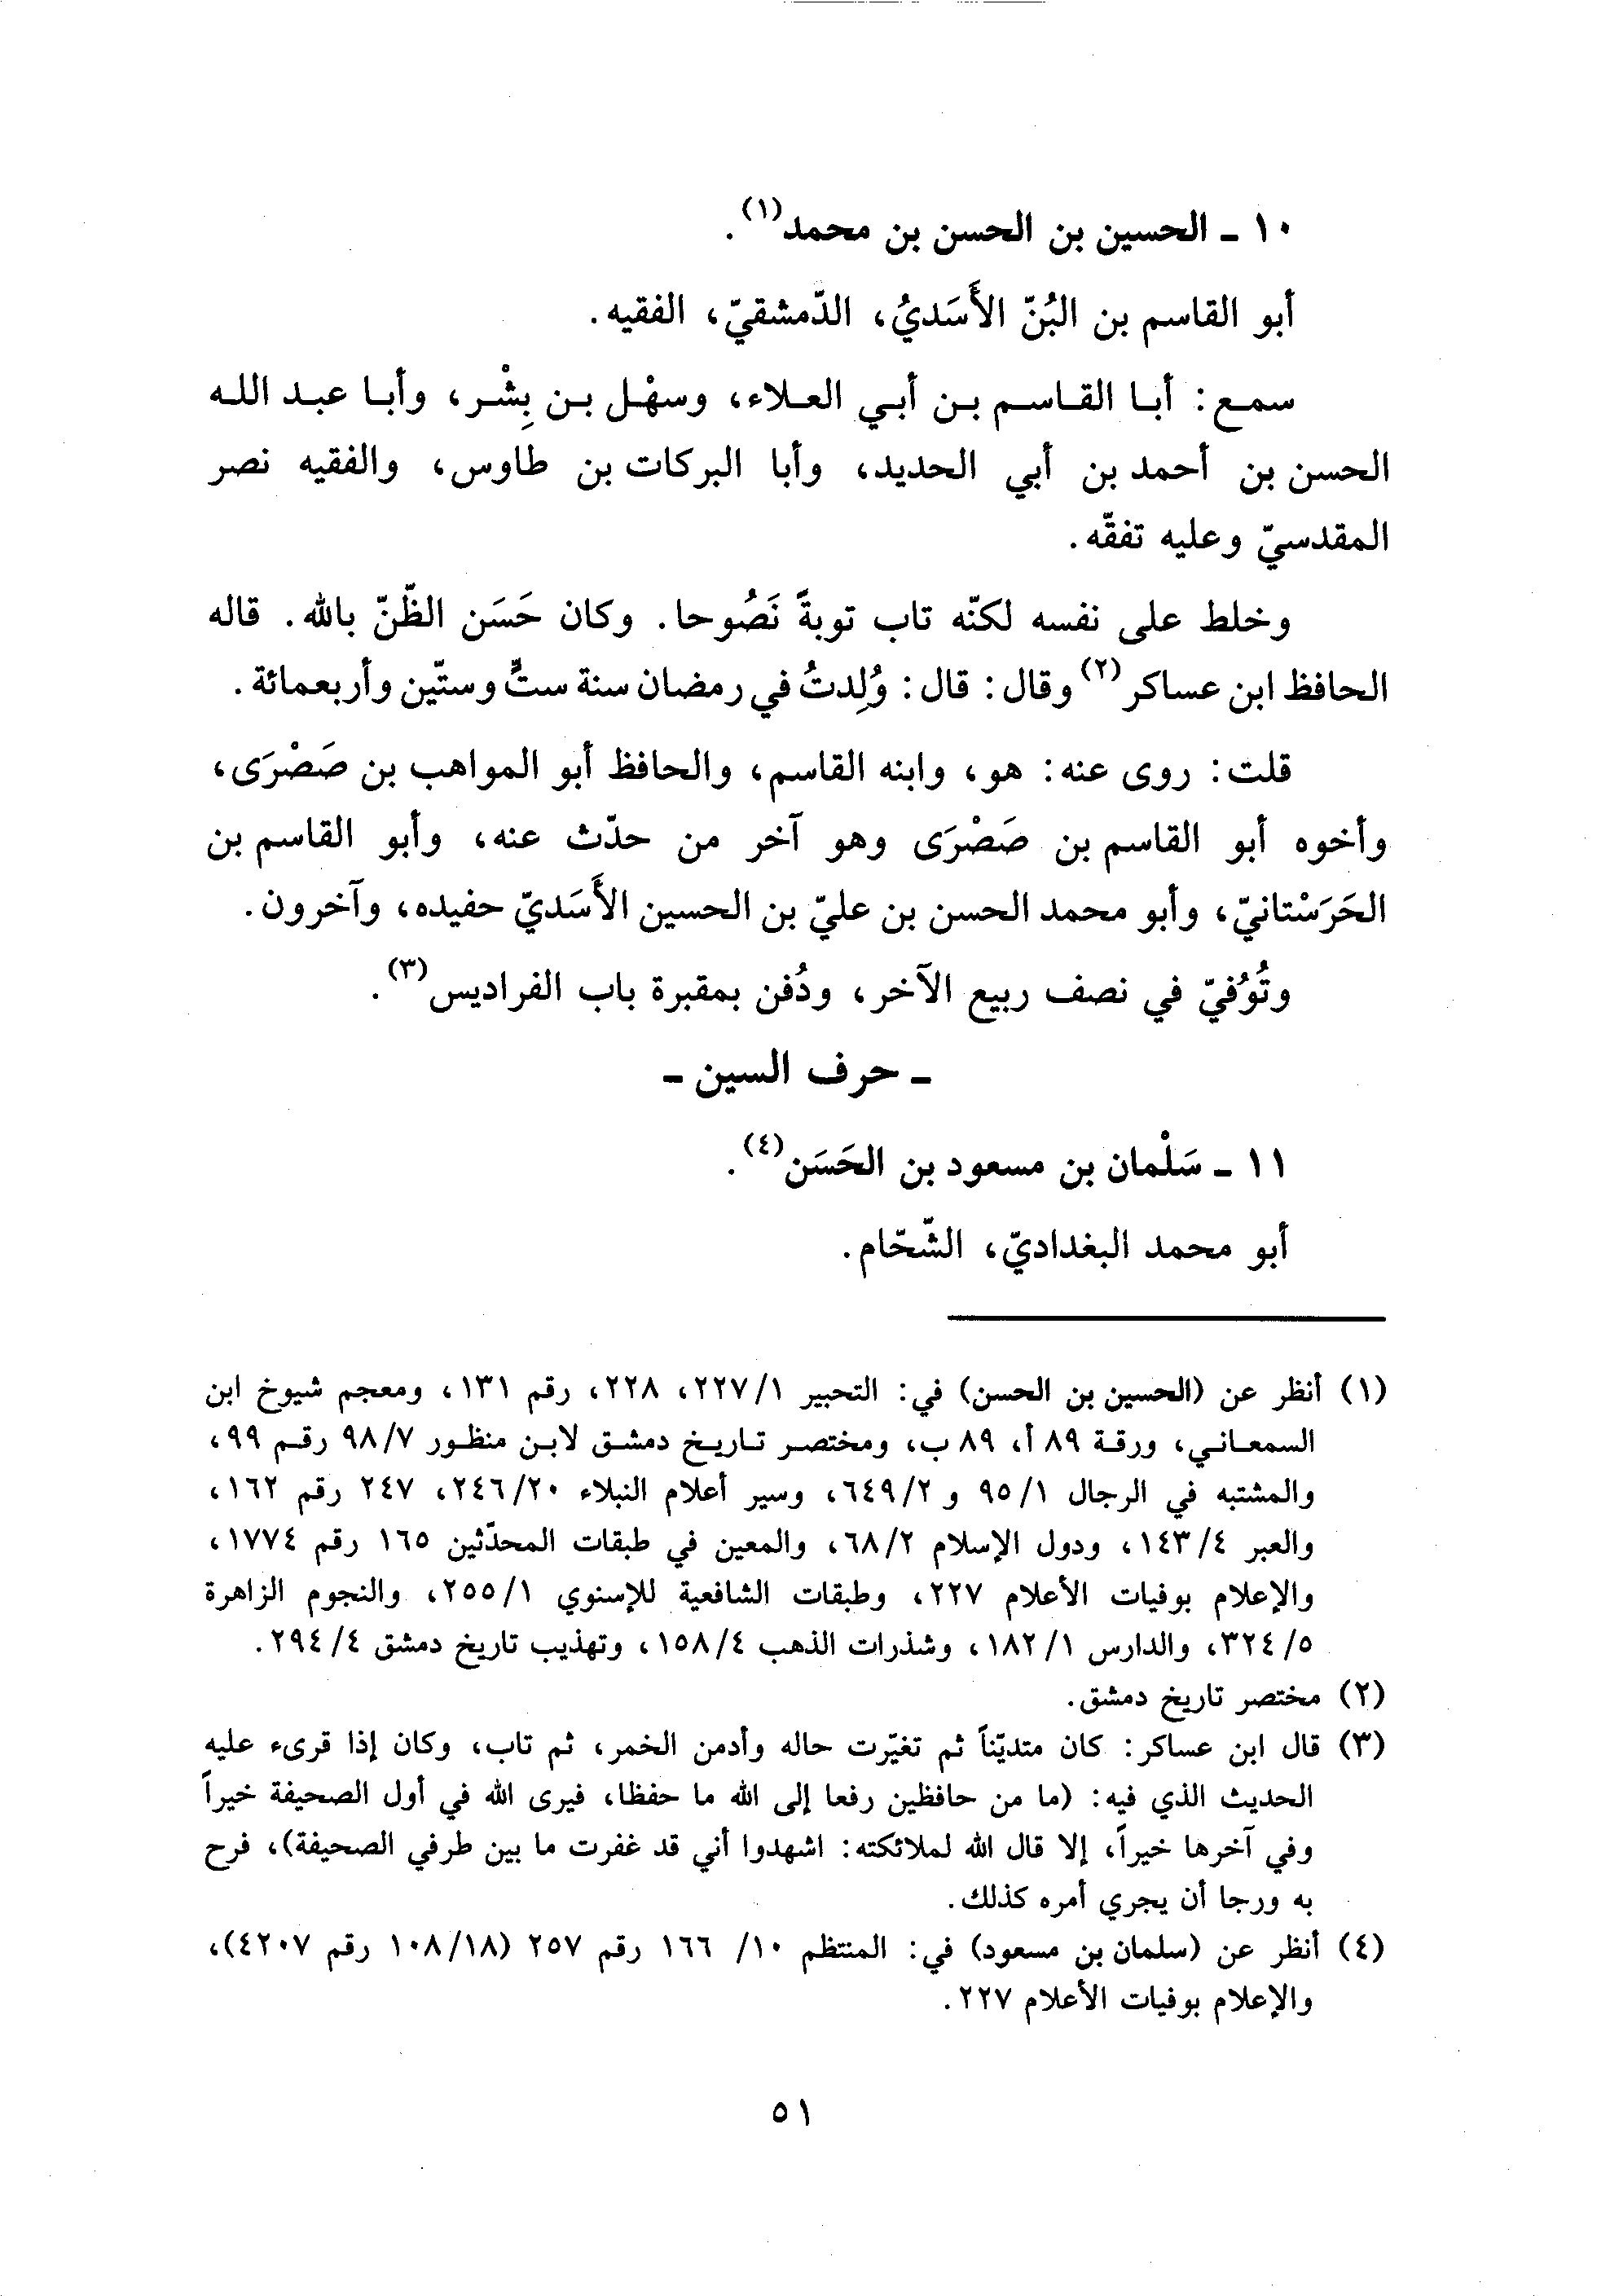 ١٠ ـ الحسين بن الحسن بن محمد(١).
أبو القاسم بن البُنّ الأَسَديُ، الدّمشقيّ، الفقيه.
سمع: أبا القاسم بن أبي العلاء، وسهْل بن بِشْر، وأبا عبد الله
الحسن بن أحمد بن أبي الحديد، وأبا البركات بن طاوس، والفقيه نصر
المقدسيّ وعليه تفقّه.
وخلط على نفسه لكنّه تاب توبةً نَصُوحا. وكان حَسَن الظّنّ بالله. قاله
الحافظ ابن عساكر(٢) وقال: قال: وُلِدتُ في رمضان سنة ستٍّ وستّين وأربعمائة.
قلت: روى عنه: هو، وابنه القاسم، والحافظ أبو المواهب بن صَصْرَى،
وأخوه أبو القاسم بن صَصْرَى وهو آخر من حدّث عنه، وأبو القاسم بن
الحَرَسْتانيّ، وأبو محمد الحسن بن عليّ بن الحسين الأَسَديّ حفيده، وآخرون.
وتُوُفيّ في نصف ربيع الآخر، ودُفن بمقبرة باب الفراديس(٣).
ـ حرف السين ـ
١١ ـ سَلْمان بن مسعود بن الحَسَن(٤).
أبو محمد البغداديّ، الشّحّام.
(١) أنظر عن (الحسين بن الحسن) في: التحبير ٢٢٧/١، ٢٢٨، رقم ١٣١، ومعجم شيوخ ابن
السمعاني، ورقة ٨٩ أ، ٨٩ ب، ومختصر تاريخ دمشق لابن منظور ٩٨/٧ رقم ٩٩،
والمشتبه في الرجال ٩٥/١ و ٦٤٩/٢، وسير أعلام النبلاء ٢٤٦/٢٠، ٢٤٧ رقم ١٦٢،
والعبر ١٤٣/٤، ودول الإسلام ٦٨/٢، والمعين في طبقات المحدّثين ١٦٥ رقم ١٧٧٤،
والإعلام بوفيات الأعلام ٢٢٧، وطبقات الشافعية للإسنوي ٢٥٥/١، والنجوم الزاهرة
٣٢٤/٥، والدارس ١٨٢/١، وشذرات الذهب ١٥٨/٤، وتهذيب تاريخ دمشق ٢٩٤/٤.
(٢) مختصر تاريخ دمشق.
(٣) قال ابن عساكر: كان متديّناً ثم تغيّرت حاله وأدمن الخمر، ثم تاب، وكان إذا قرىء عليه
الحديث الذي فيه: (ما من حافظين رفعا إلى الله ما حفظا، فيرى الله في أول الصحيفة خيراً
وفي آخرها خيراً، إلا قال الله لملائكته: اشهدوا أني قد غفرت ما بين طرفي الصحيفة)، فرح
به ورجا أن يجري أمره كذلك.
(٤) أنظر عن (سلمان بن مسعود) في: المنتظم ١٠/ ١٦٦ رقم ٢٥٧ (١٠٨/١٨ رقم ٤٢٠٧)،
والإعلام بوفيات الأعلام ٢٢٧.
٥١